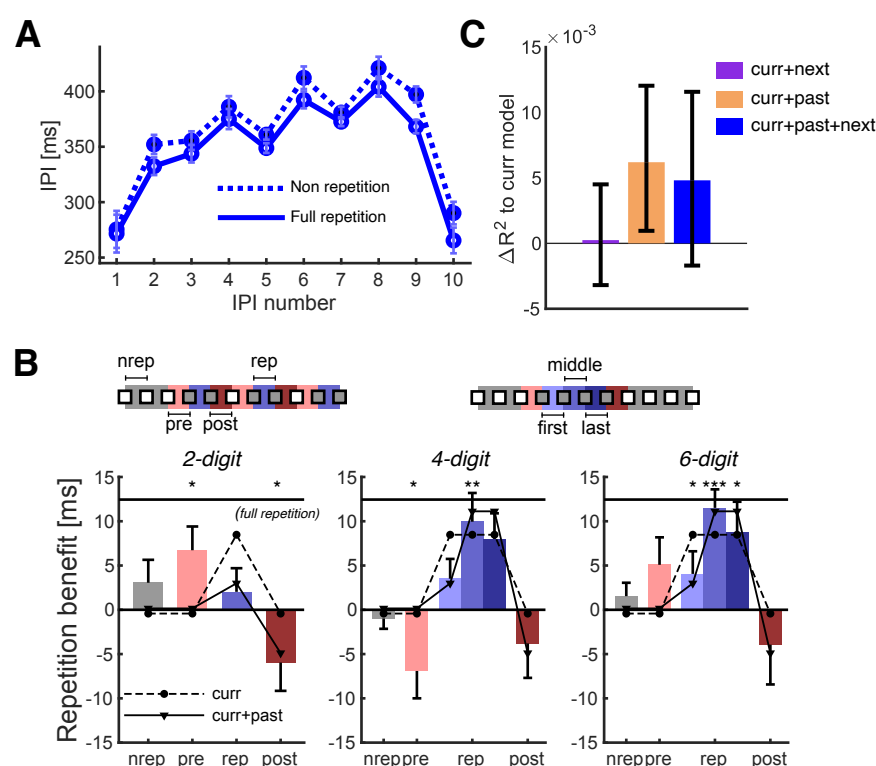 A
IPI [ms]
400
350
300
250
Non repetition
Full repetition
1 2 3 4 5 6 7 8 9 10
IPI number
C
×10⁻³
15
10
5
0
-5
ΔR² to curr model
curr+next
curr+past
curr+past+next
B
nrep rep
pre post
middle
first last
Repetition benefit [ms]
2-digit
* *
(full repetition)
15
10
5
0
-5
-10
-15
curr
curr+past
nrep pre rep post
4-digit
* **
15
10
5
0
-5
-10
-15
nrep pre rep post
6-digit
* *** *
15
10
5
0
-5
-10
-15
nrep pre rep post